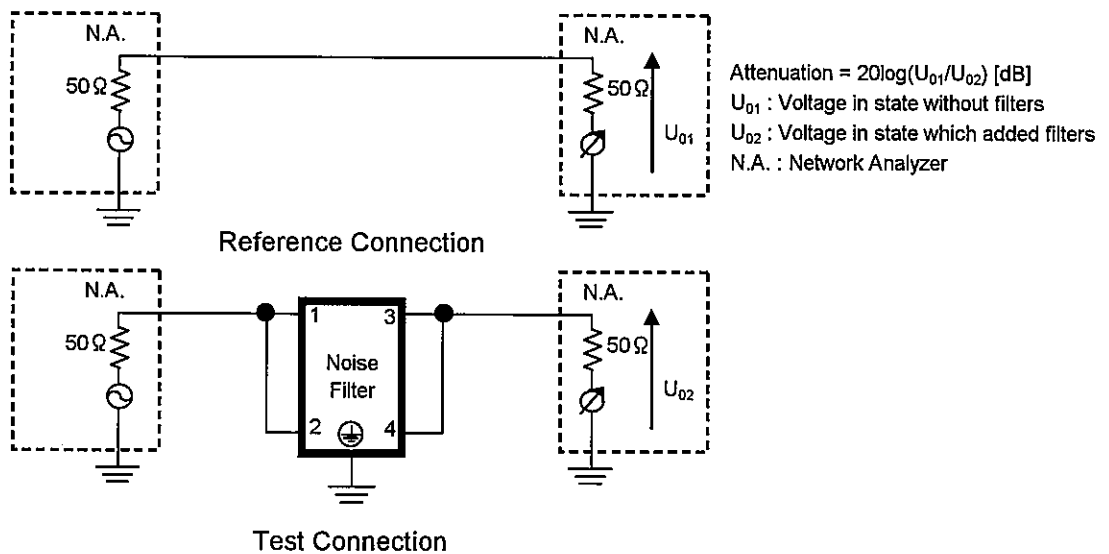 N.A.
50Ω
N.A.
50Ω
U01
Attenuation = 20log(U01/U02) [dB]
U01 : Voltage in state without filters
U02 : Voltage in state which added filters
N.A. : Network Analyzer
Reference Connection
N.A.
50Ω
1
3
Noise
Filter
2
4
N.A.
50Ω
U02
Test Connection